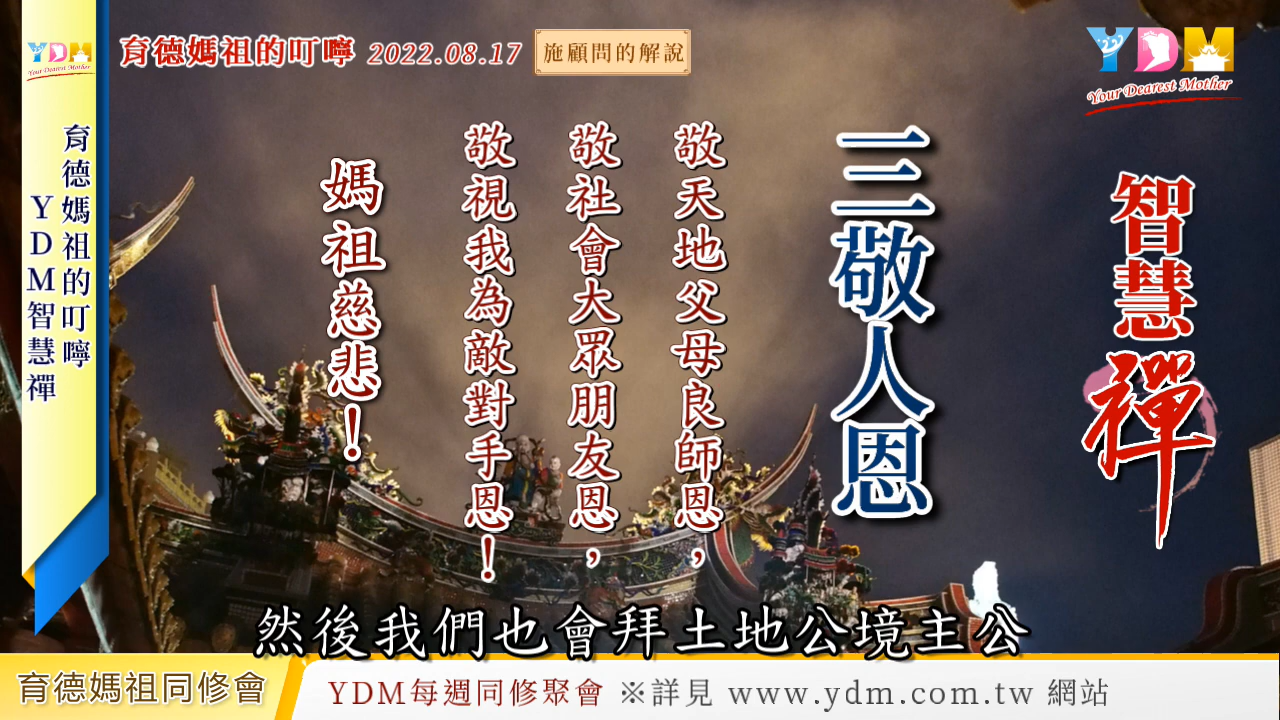 育德媽祖的叮嚀 2022.08.17 施顧問的解說
YDM
Your Dearest Mother
YDM
Your Dearest Mother
智慧禪
三敬人恩
敬天地父母良師恩，
敬社會大眾朋友恩，
敬視我為敵對手恩！
媽祖慈悲！
育德媽祖的叮嚀
YDM智慧禪
然後我們也會拜土地公境主公
育德媽祖同修會
YDM每週同修聚會 ※詳見 www.ydm.com.tw 網站